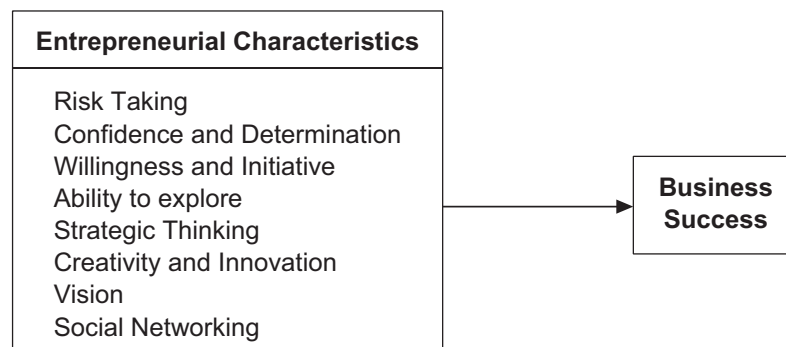 Entrepreneurial Characteristics
Risk Taking
Confidence and Determination
Willingness and Initiative
Ability to explore
Strategic Thinking
Creativity and Innovation
Vision
Social Networking
Business
Success